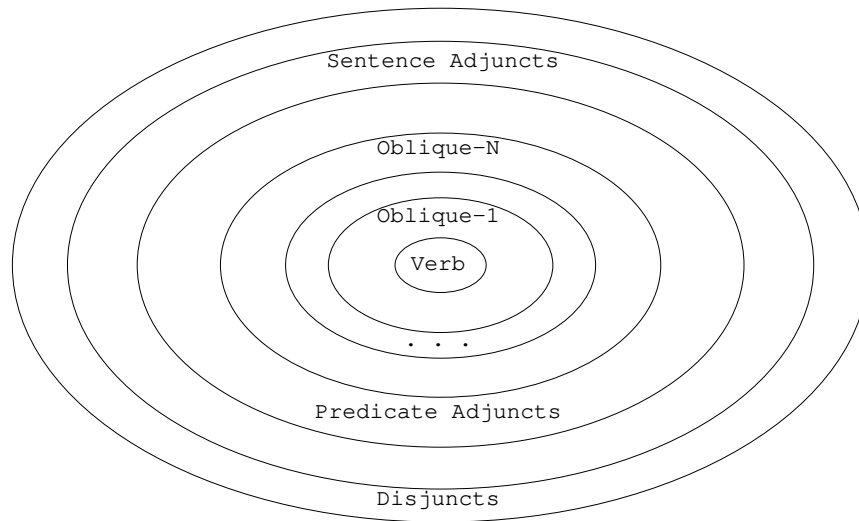 Sentence Adjuncts
Oblique-N
Oblique-1
Verb
. . .
Predicate Adjuncts
Disjuncts